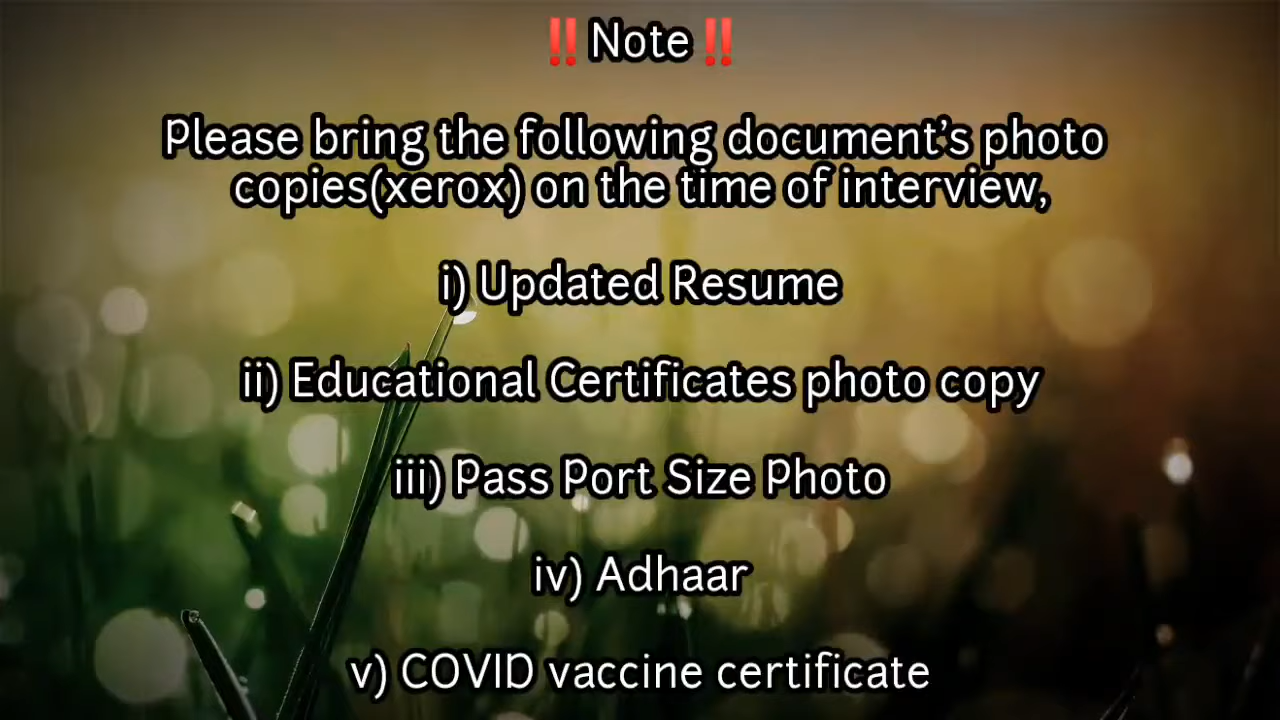 ‼️Note‼️
Please bring the following document's photo
copies(xerox) on the time of interview,
i) Updated Resume
ii) Educational Certificates photo copy
iii) Pass Port Size Photo
iv) Adhaar
v) COVID vaccine certificate